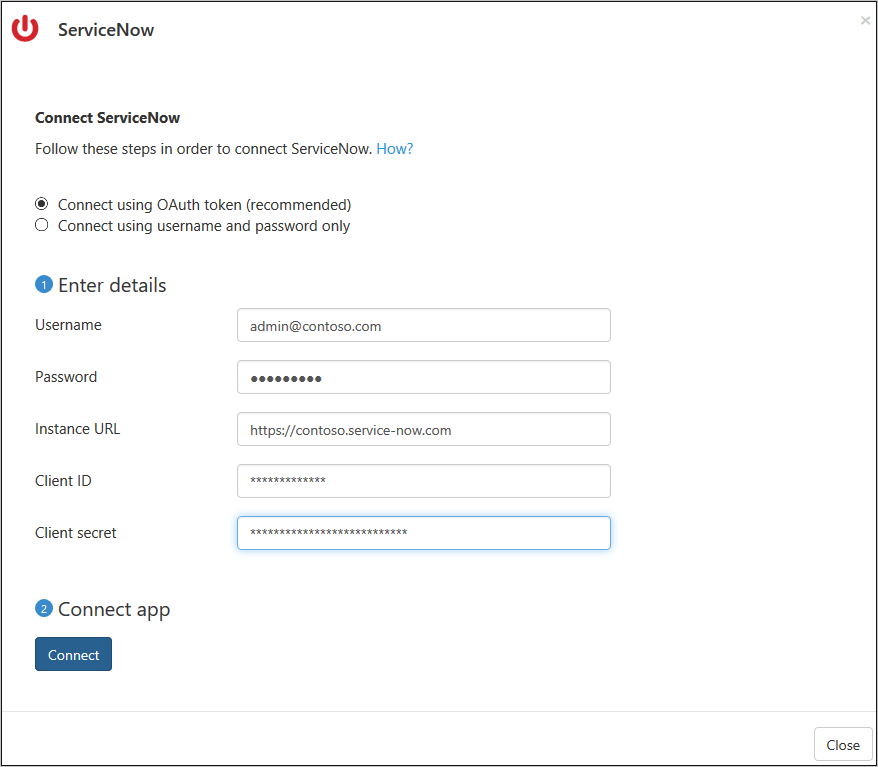 ServiceNow
×
Connect ServiceNow
Follow these steps in order to connect ServiceNow. How?
Connect using OAuth token (recommended)
Connect using username and password only
1 Enter details
Username admin@contoso.com
Password ●●●●●●●●●
Instance URL https://contoso.service-now.com
Client ID *************
Client secret ***************************
2 Connect app
Connect
Close